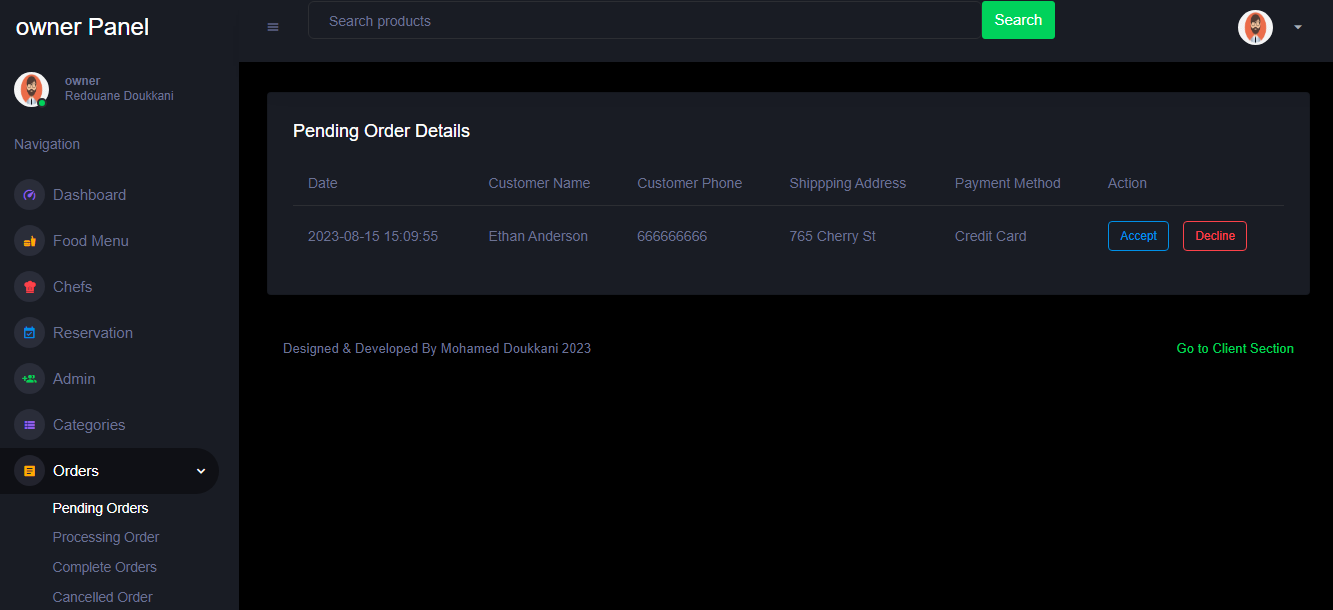 owner Panel
Search products
Search
owner
Redouane Doukkani
Navigation
Dashboard
Food Menu
Chefs
Reservation
Admin
Categories
Orders
Pending Orders
Processing Order
Complete Orders
Cancelled Order
Pending Order Details
Date Customer Name Customer Phone Shippping Address Payment Method Action
2023-08-15 15:09:55 Ethan Anderson 666666666 765 Cherry St Credit Card Accept Decline
Designed & Developed By Mohamed Doukkani 2023
Go to Client Section